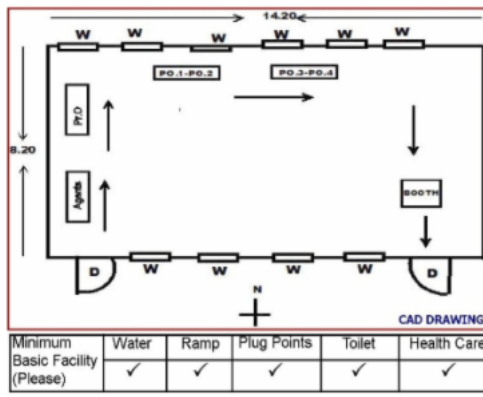 14.20
W W W W W W
PO.1-PO.2 PO.3-PO.4
Pr.O
8.20
Agents
BOOTH
D W W W W D
N
CAD DRAWING
Minimum Basic Facility (Please) Water Ramp Plug Points Toilet Health Care
✓ ✓ ✓ ✓ ✓